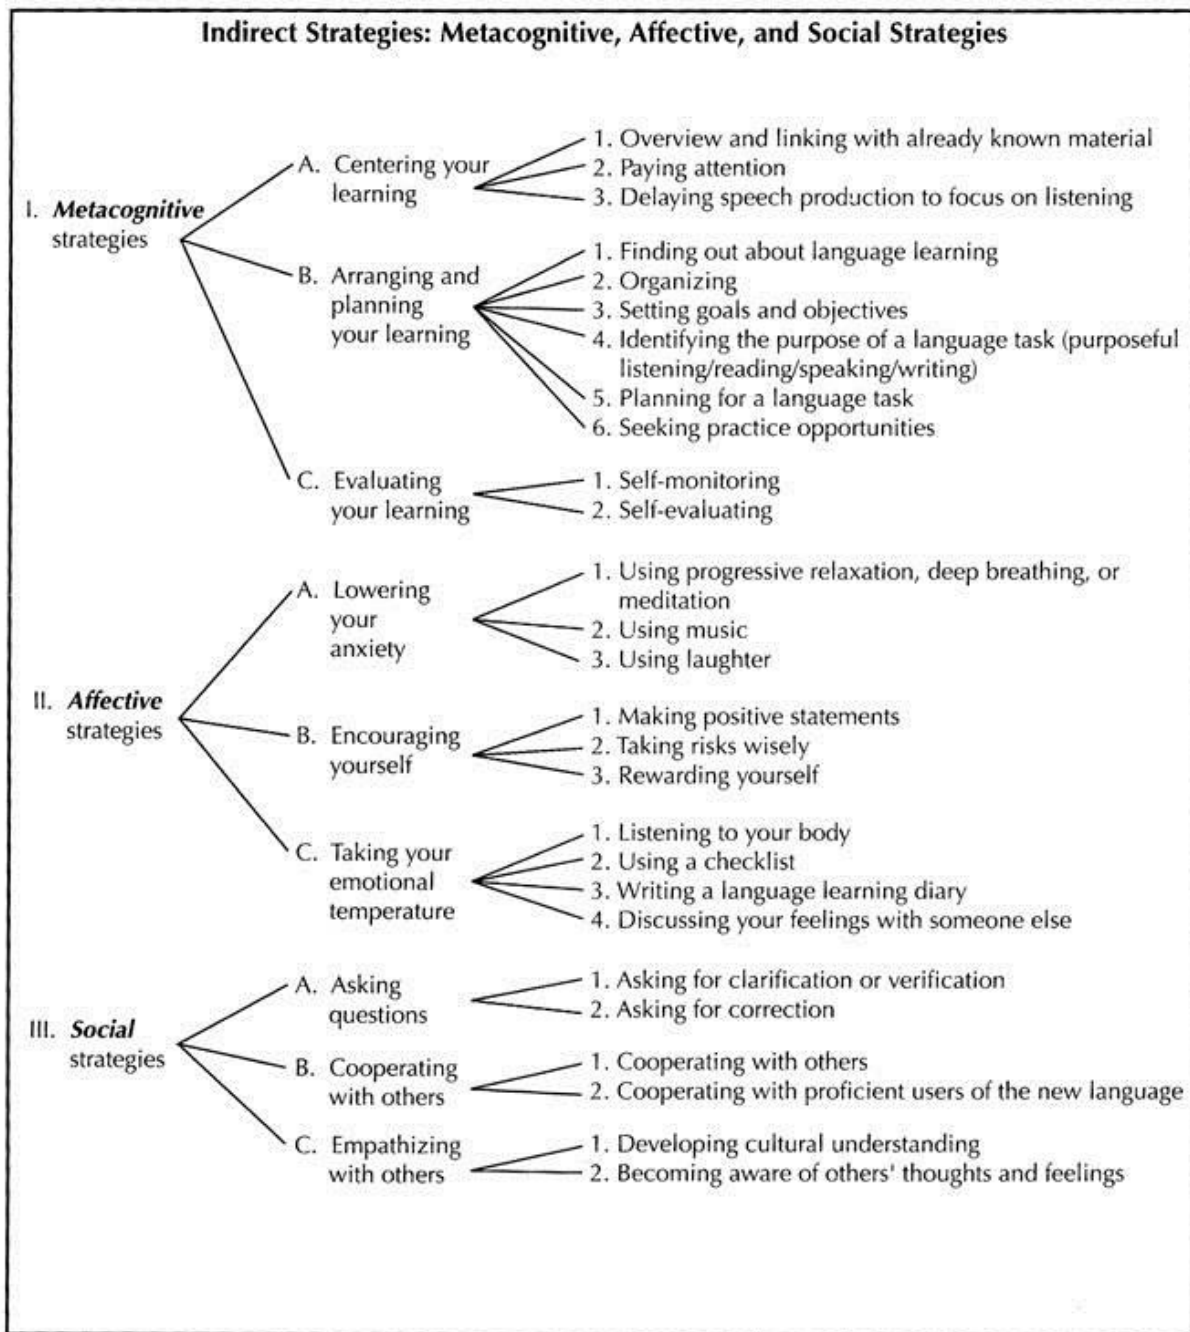 Indirect Strategies: Metacognitive, Affective, and Social Strategies
I. Metacognitive
strategies
A. Centering your
learning
1. Overview and linking with already known material
2. Paying attention
3. Delaying speech production to focus on listening
B. Arranging and
planning
your learning
1. Finding out about language learning
2. Organizing
3. Setting goals and objectives
4. Identifying the purpose of a language task (purposeful
listening/reading/speaking/writing)
5. Planning for a language task
6. Seeking practice opportunities
C. Evaluating
your learning
1. Self-monitoring
2. Self-evaluating
II. Affective
strategies
A. Lowering
your
anxiety
1. Using progressive relaxation, deep breathing, or
meditation
2. Using music
3. Using laughter
B. Encouraging
yourself
1. Making positive statements
2. Taking risks wisely
3. Rewarding yourself
C. Taking your
emotional
temperature
1. Listening to your body
2. Using a checklist
3. Writing a language learning diary
4. Discussing your feelings with someone else
III. Social
strategies
A. Asking
questions
1. Asking for clarification or verification
2. Asking for correction
B. Cooperating
with others
1. Cooperating with others
2. Cooperating with proficient users of the new language
C. Empathizing
with others
1. Developing cultural understanding
2. Becoming aware of others' thoughts and feelings